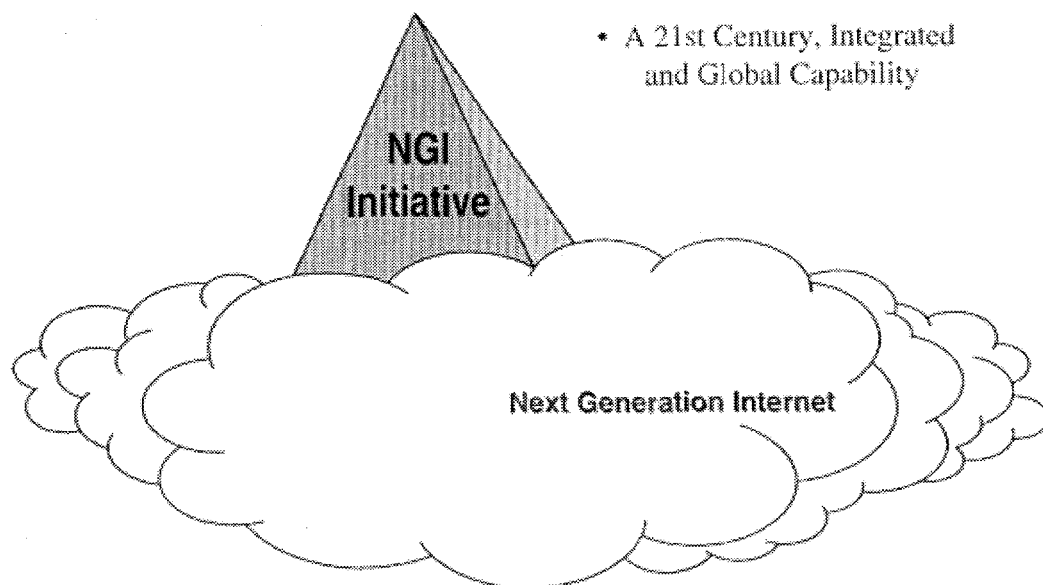 • A 21st Century, Integrated
and Global Capability
NGI
Initiative
Next Generation Internet